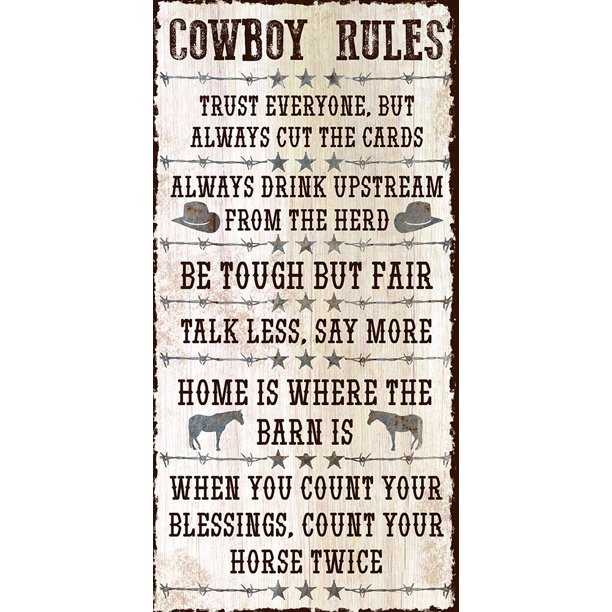 COWBOY RULES
TRUST EVERYONE, BUT
ALWAYS CUT THE CARDS
ALWAYS DRINK UPSTREAM
FROM THE HERD
BE TOUGH BUT FAIR
TALK LESS, SAY MORE
HOME IS WHERE THE
BARN IS
WHEN YOU COUNT YOUR
BLESSINGS, COUNT YOUR
HORSE TWICE